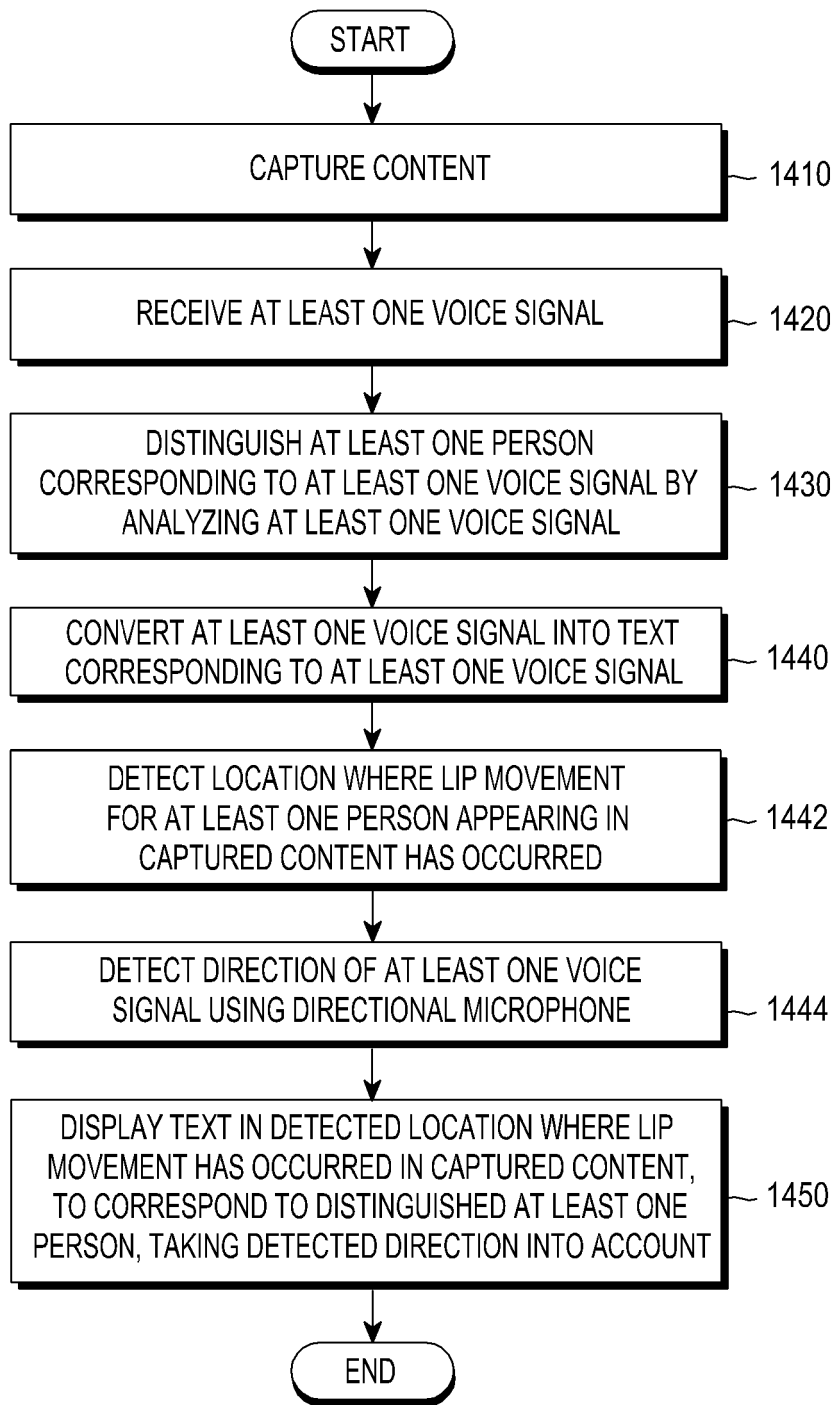 START
CAPTURE CONTENT
1410
RECEIVE AT LEAST ONE VOICE SIGNAL
1420
DISTINGUISH AT LEAST ONE PERSON
CORRESPONDING TO AT LEAST ONE VOICE SIGNAL BY
ANALYZING AT LEAST ONE VOICE SIGNAL
1430
CONVERT AT LEAST ONE VOICE SIGNAL INTO TEXT
CORRESPONDING TO AT LEAST ONE VOICE SIGNAL
1440
DETECT LOCATION WHERE LIP MOVEMENT
FOR AT LEAST ONE PERSON APPEARING IN
CAPTURED CONTENT HAS OCCURRED
1442
DETECT DIRECTION OF AT LEAST ONE VOICE
SIGNAL USING DIRECTIONAL MICROPHONE
1444
DISPLAY TEXT IN DETECTED LOCATION WHERE LIP
MOVEMENT HAS OCCURRED IN CAPTURED CONTENT,
TO CORRESPOND TO DISTINGUISHED AT LEAST ONE
PERSON, TAKING DETECTED DIRECTION INTO ACCOUNT
1450
END